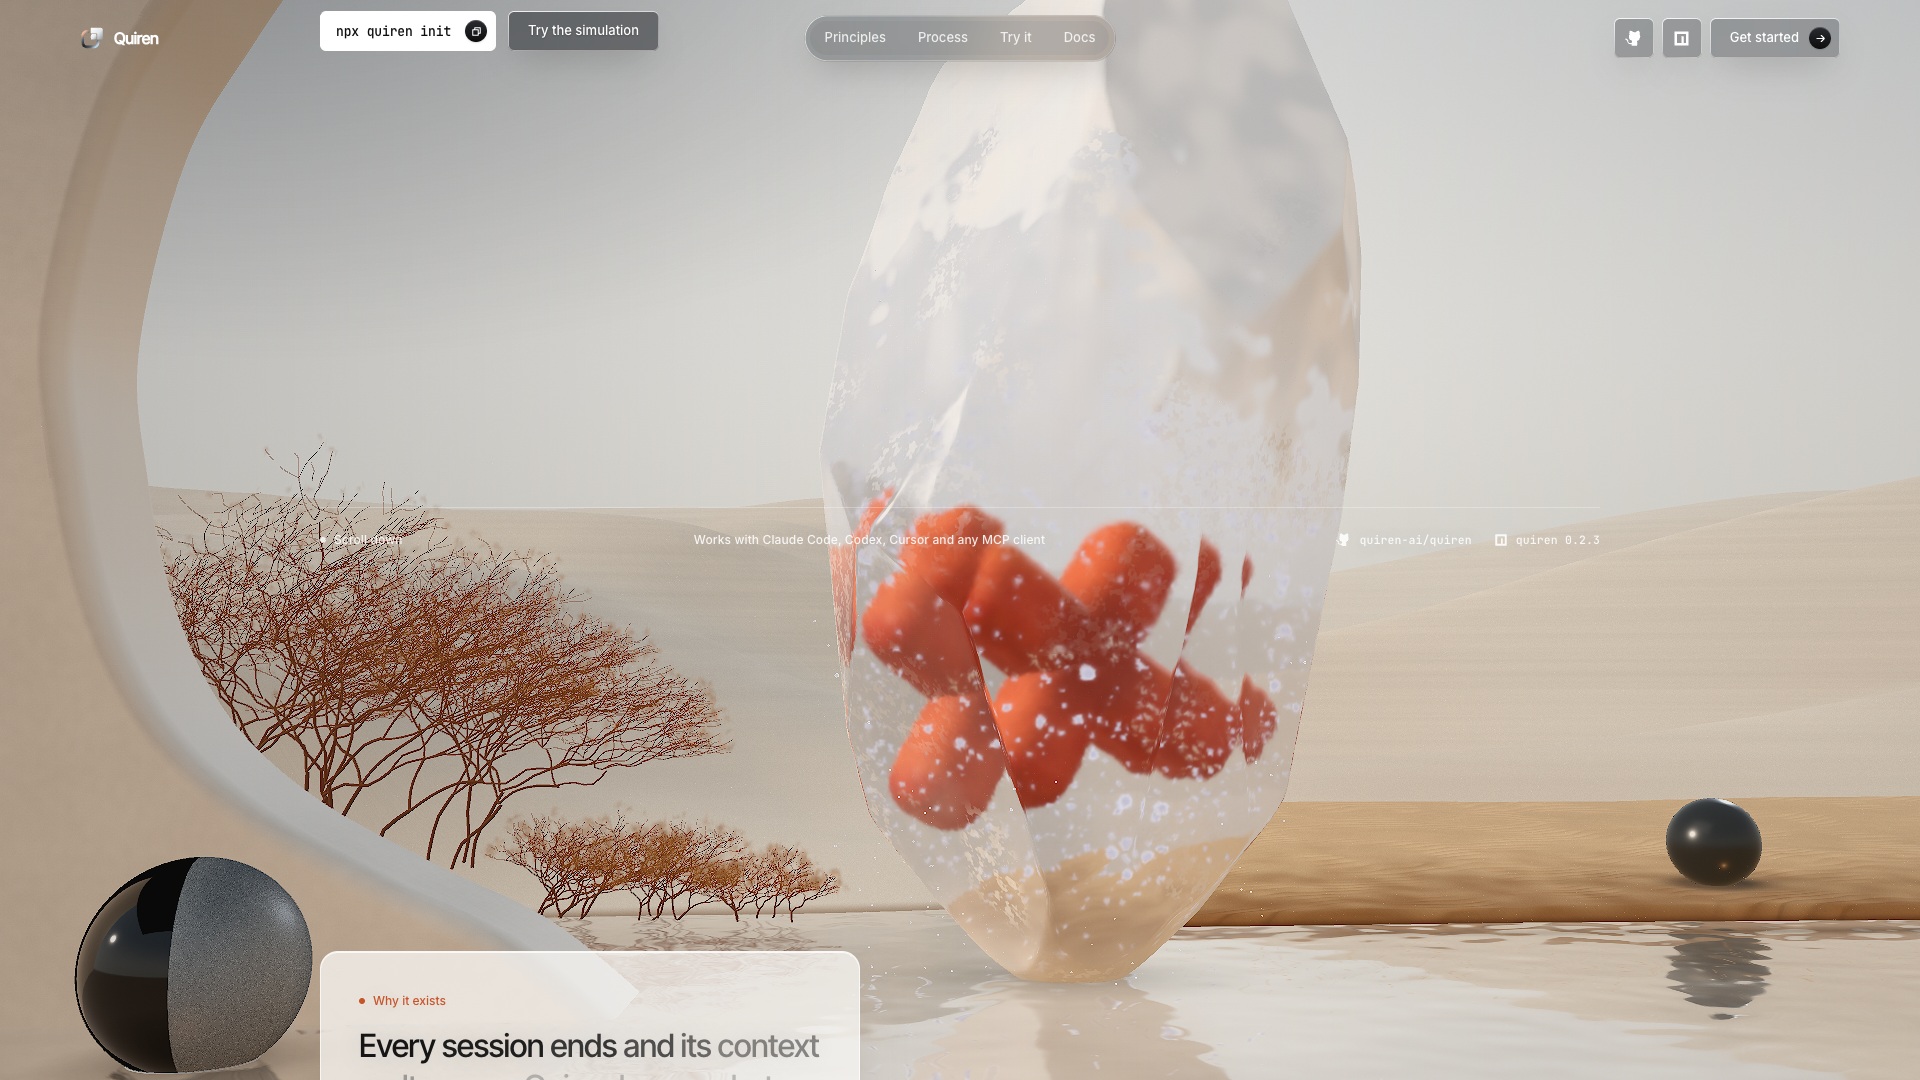 Quiren
npx quiren init
Try the simulation
Principles
Process
Try it
Docs
Get started
Scroll down
Works with Claude Code, Codex, Cursor and any MCP client
quiren-ai/quiren
quiren 0.2.3
Why it exists
Every session ends and its context